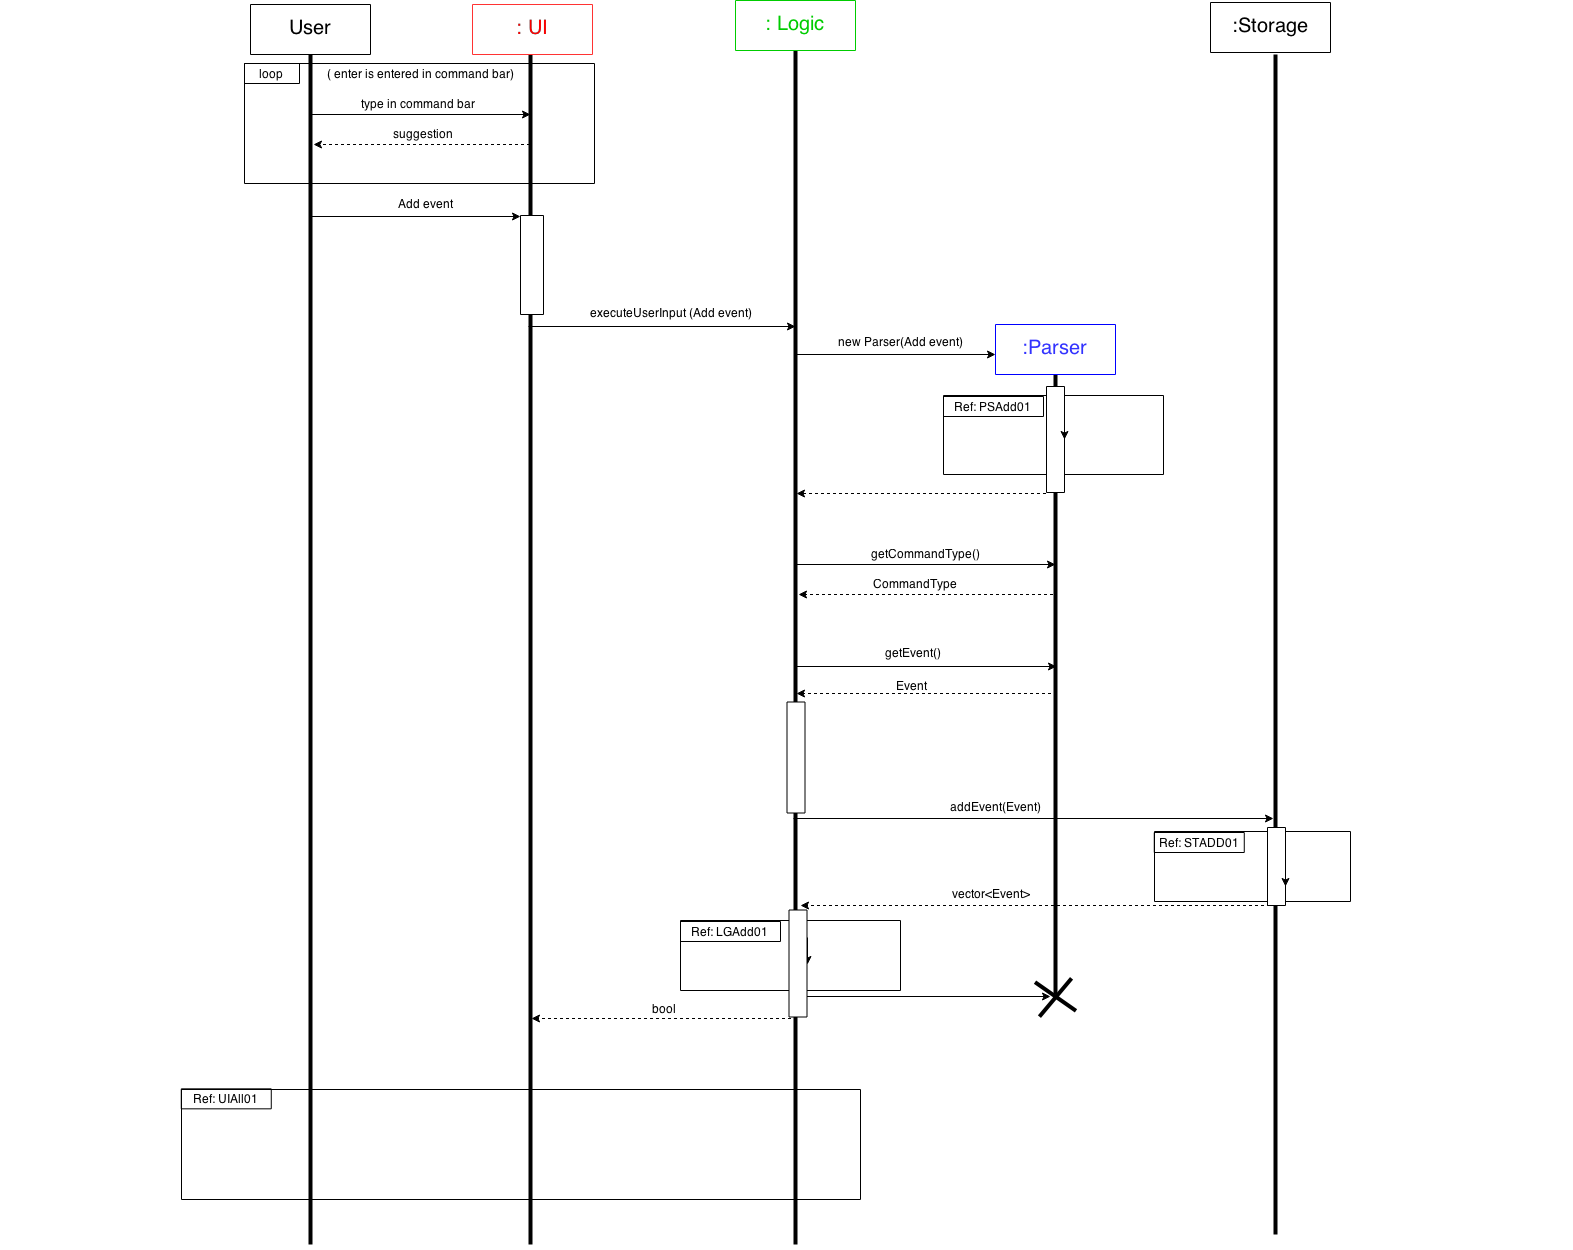 User
: UI
: Logic
:Storage
loop
( enter is entered in command bar)
type in command bar
suggestion
Add event
executeUserInput (Add event)
new Parser(Add event)
:Parser
Ref: PSAdd01
getCommandType()
CommandType
getEvent()
Event
addEvent(Event)
Ref: STADD01
vector<Event>
Ref: LGAdd01
bool
Ref: UIAll01